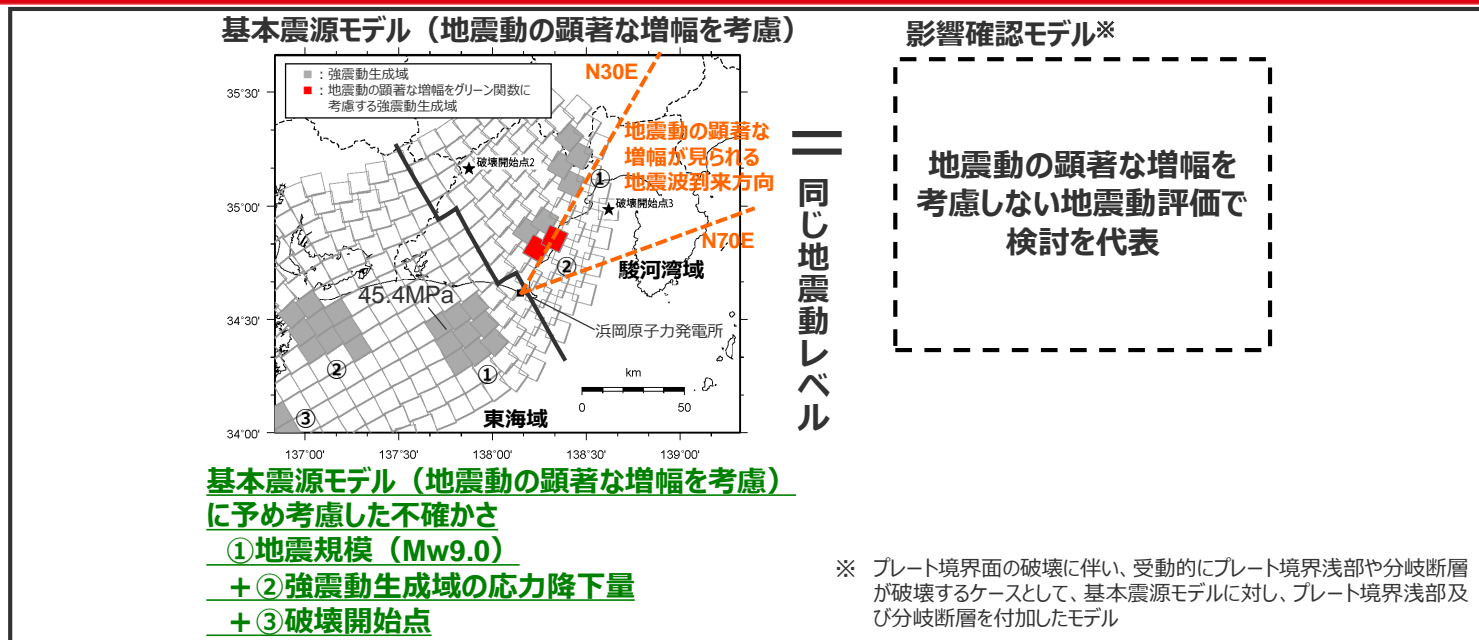 基本震源モデル（地震動の顕著な増幅を考慮）
■：強震動生成域
■：地震動の顕著な増幅をグリーン関数に
考慮する強震動生成域
N30E
地震動の顕著な
増幅が見られる
地震波到来方向
N70E
35°30'
35°00'
34°30'
34°00'
137°00'
137°30'
138°00'
138°30'
139°00'
★破壊開始点2
①
★破壊開始点3
②
駿河湾域
45.4MPa
浜岡原子力発電所
②
①
③
東海域
km
0
50
＝同じ地震動レベル
影響確認モデル※
地震動の顕著な増幅を
考慮しない地震動評価で
検討を代表
基本震源モデル（地震動の顕著な増幅を考慮）
に予め考慮した不確かさ
①地震規模（Mw9.0）
＋②強震動生成域の応力降下量
＋③破壊開始点
※ プレート境界面の破壊に伴い、受動的にプレート境界浅部や分岐断層
が破壊するケースとして、基本震源モデルに対し、プレート境界浅部及
び分岐断層を付加したモデル